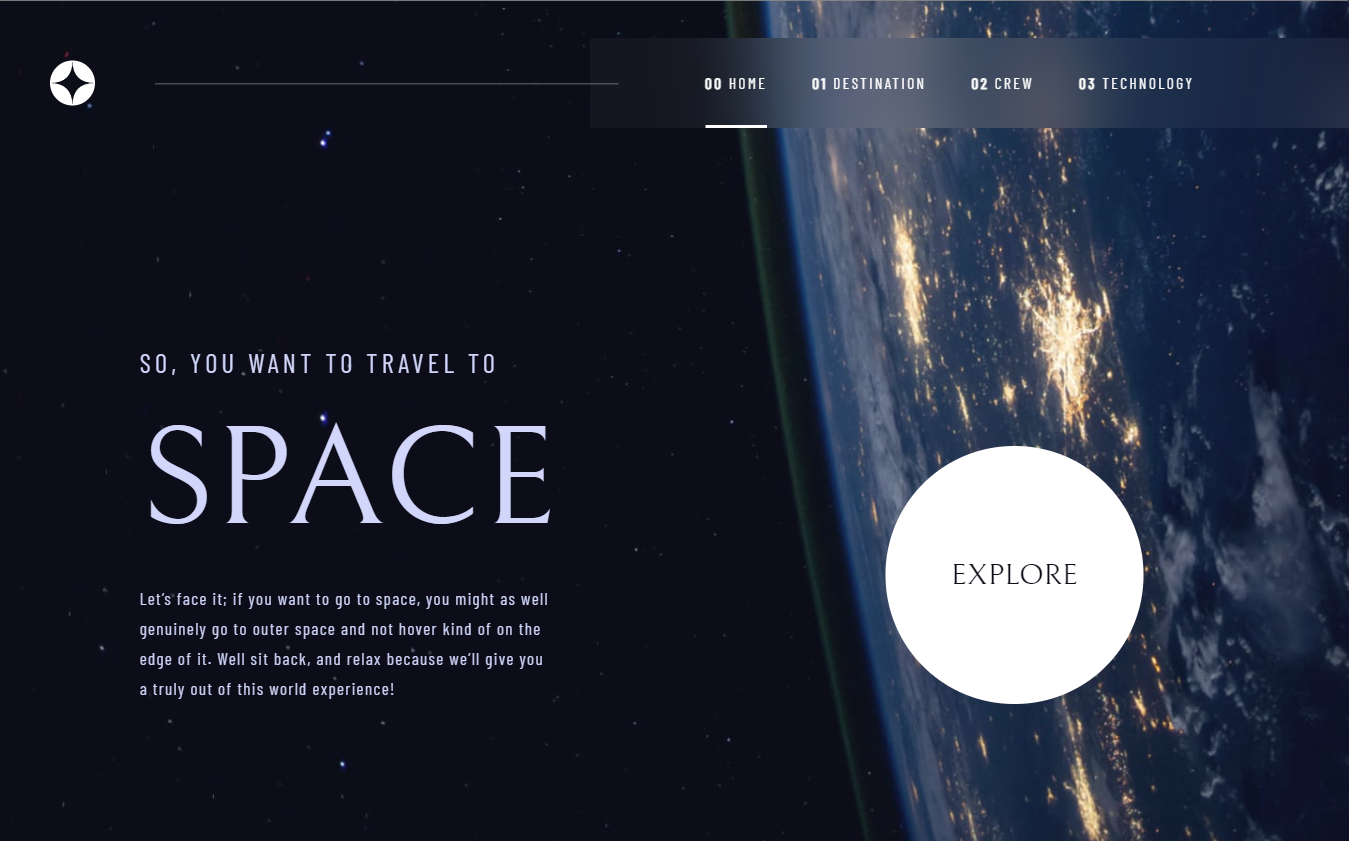 00 HOME 01 DESTINATION 02 CREW 03 TECHNOLOGY
SO, YOU WANT TO TRAVEL TO
SPACE
Let’s face it; if you want to go to space, you might as well
genuinely go to outer space and not hover kind of on the
edge of it. Well sit back, and relax because we’ll give you
a truly out of this world experience!
EXPLORE